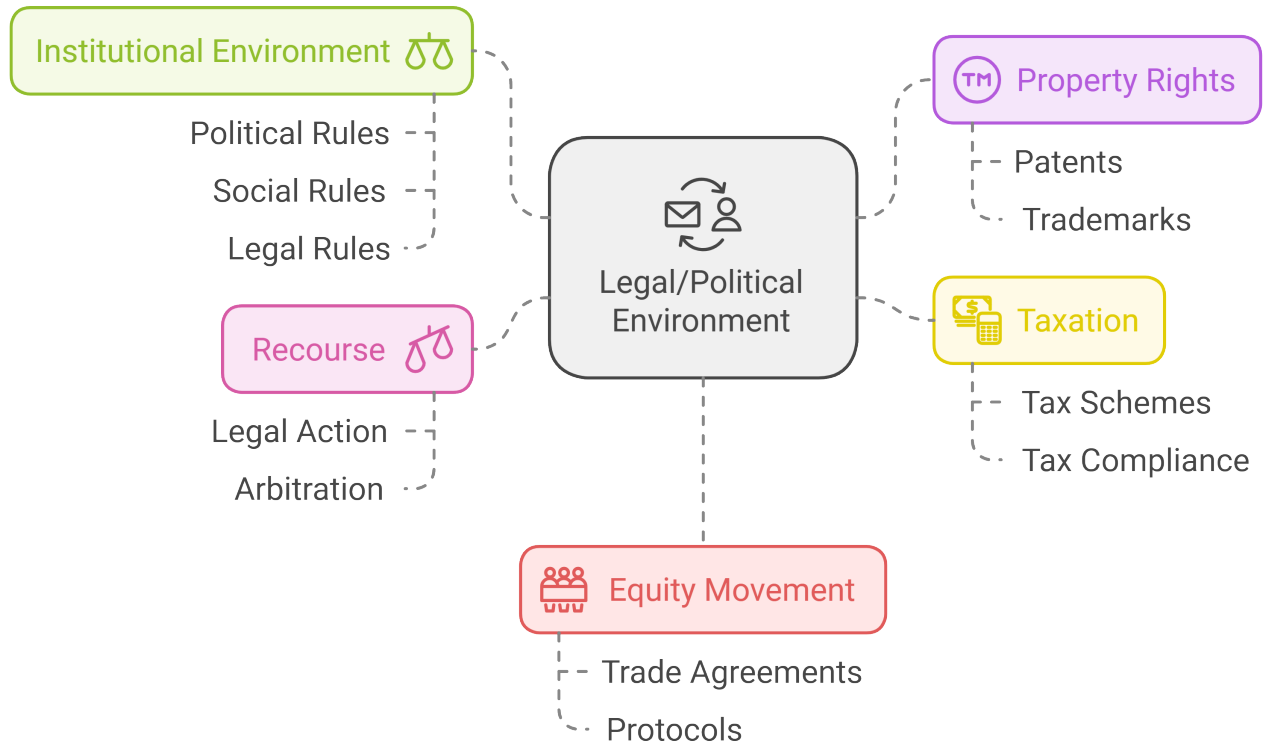 Institutional Environment
Political Rules
Social Rules
Legal Rules
Recourse
Legal Action
Arbitration
Legal/Political
Environment
TM
Property Rights
Patents
Trademarks
$
Taxation
Tax Schemes
Tax Compliance
Equity Movement
Trade Agreements
Protocols